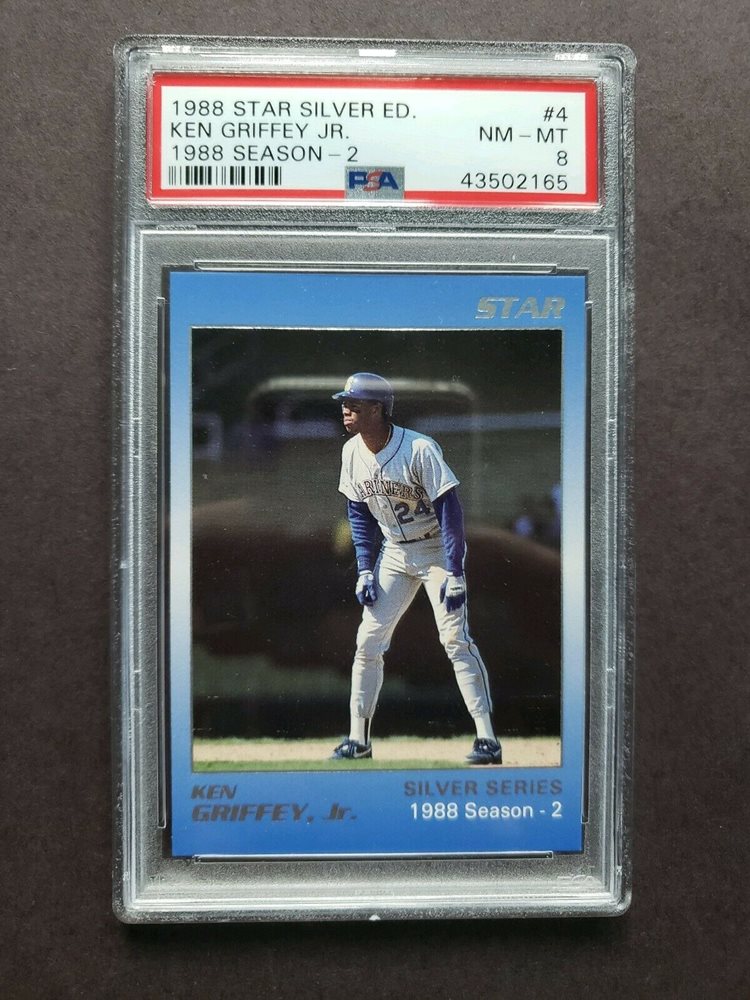 1988 STAR SILVER ED. #4
KEN GRIFFEY JR. NM - MT
1988 SEASON - 2 8
PSA 43502165
STAR
ARINERS
24
KEN SILVER SERIES
GRIFFEY, Jr. 1988 Season - 2